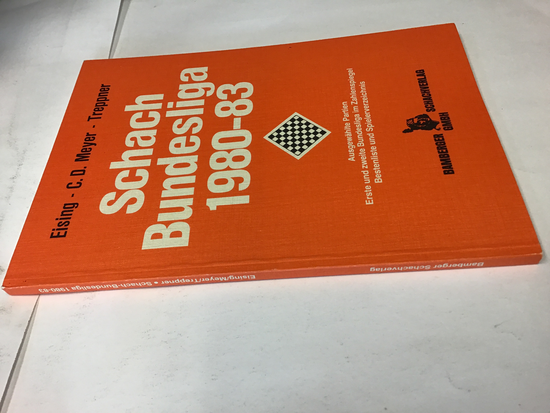 Eising - C. D. Meyer - Treppner
Schach
Bundesliga
1980-83
Ausgewählte Partien
Erste und zweite Bundesliga im Zahlenspiegel
Bestenliste und Spielerverzeichnis
BAMBERGER SCHACHVERLAG
GMBH
Eising/Meyer/Treppner • Schach-Bundesliga 1980-83
Bamberger Schachverlag